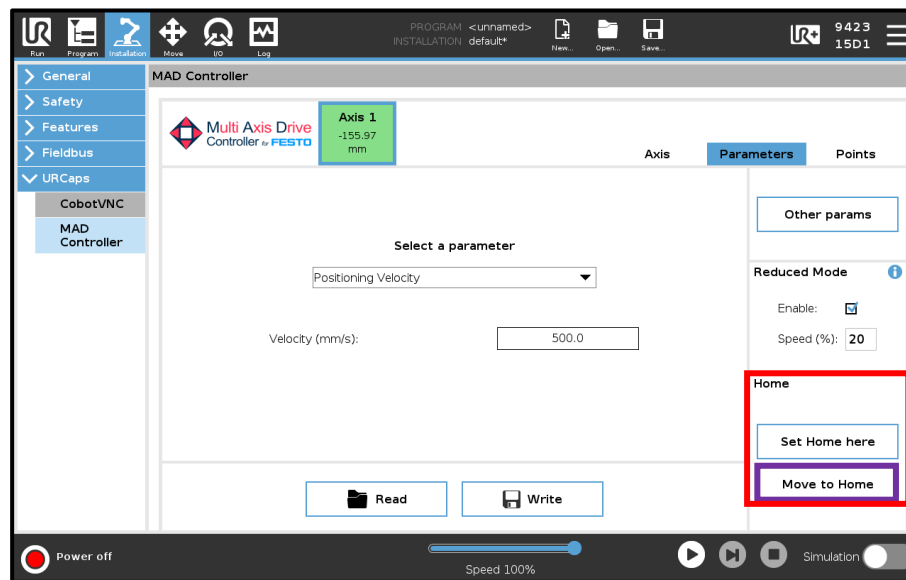 PROGRAM <unnamed>
INSTALLATION default*
UR
Run
Program
Installation
Move
I/O
Log
New...
Open...
Save...
UR+
9423
15D1
General
Safety
Features
Fieldbus
URCaps
CobotVNC
MAD
Controller
MAD Controller
Multi Axis Drive
Controller for FESTO
Axis 1
-155.97
mm
Axis
Parameters
Points
Select a parameter
Positioning Velocity
Velocity (mm/s):
500.0
Read
Write
Other params
Reduced Mode
i
Enable:
Speed (%): 20
Home
Set Home here
Move to Home
Power off
Speed 100%
Simulation